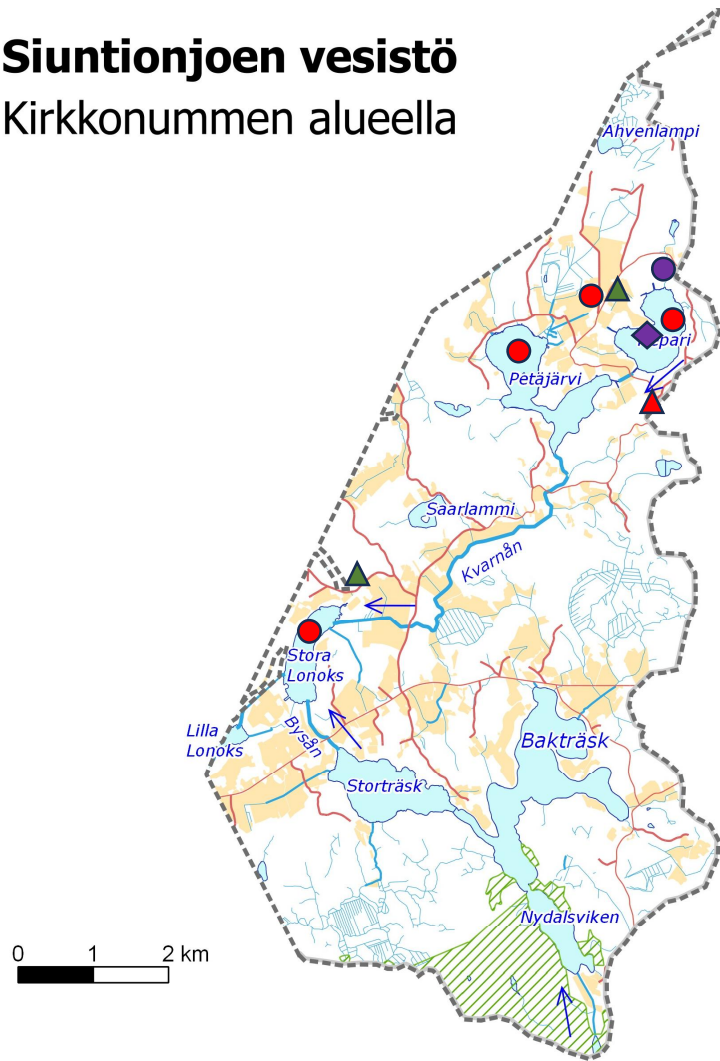 Siuntionjoen vesistö
Kirkkonummen alueella
Ahvenlampi
Petäjärvi
Saarlammi
Kvarnån
Stora
Lonoks
Lilla
Lonoks
Bysån
Bakträsk
Storträsk
Nydalsviken
0 1 2 km